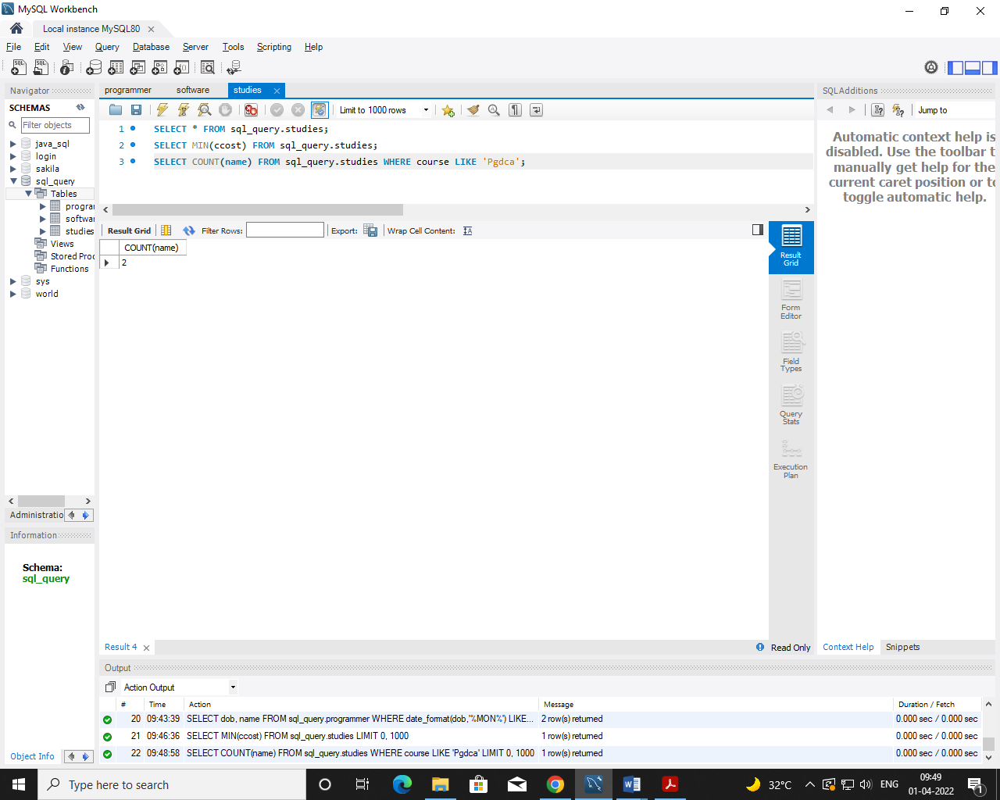 MySQL Workbench
Local instance MySQL80
File Edit View Query Database Server Tools Scripting Help
Navigator
SCHEMAS
Filter objects
java_sql
login
sakila
sql_query
Tables
program
softwar
studies
Views
Stored Proc
Functions
sys
world
Administratio
Information
Schema:
sql_query
Object Info
programmer software studies
Limit to 1000 rows
1 SELECT * FROM sql_query.studies;
2 SELECT MIN(ccost) FROM sql_query.studies;
3 SELECT COUNT(name) FROM sql_query.studies WHERE course LIKE 'Pgdca';
Result Grid Filter Rows: Export: Wrap Cell Content:
COUNT(name)
2
Result
Grid
Form
Editor
Field
Types
Query
Stats
Execution
Plan
Result 4 Read Only
SQLAdditions
Jump to
Automatic context help is
disabled. Use the toolbar t
manually get help for the
current caret position or to
toggle automatic help.
Context Help Snippets
Output
Action Output
# Time Action Message Duration / Fetch
20 09:43:39 SELECT dob, name FROM sql_query.programmer WHERE date_format(dob,'%MON%') LIKE... 2 row(s) returned 0.000 sec / 0.000 sec
21 09:46:36 SELECT MIN(ccost) FROM sql_query.studies LIMIT 0, 1000 1 row(s) returned 0.000 sec / 0.000 sec
22 09:48:58 SELECT COUNT(name) FROM sql_query.studies WHERE course LIKE 'Pgdca' LIMIT 0, 1000 1 row(s) returned 0.000 sec / 0.000 sec
Type here to search
32°C ENG
09:49
01-04-2022
1